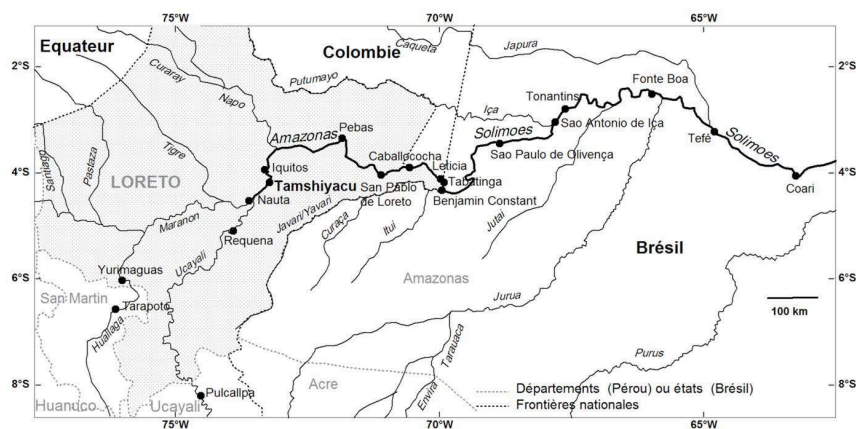 75°W 70°W 65°W
Equateur
Colombie
Caqueta
Japura
2°S
2°S
Curaray
Putumayo
Napo
Fonte Boa
Tonantins
Iça
Pebas
Amazonas
Solimoes
Sao Antonio de Iça
Santiago
Pastaza
Tigre
Caballococha
Leticia
Sao Paulo de Olivença
Tefé
Solimoes
4°S
Iquitos
4°S
LORETO
Tamshiyacu
San Pablo
de Loreto
Tabatinga
Benjamin Constant
Coari
Nauta
Maranon
Javari/Yavari
Curaça
Itui
Jutai
Requena
Ucayali
Brésil
Yurimaguas
6°S
Amazonas
6°S
San Martin
Jurua
Tarapoto
100 km
Huallaga
Tarauaca
Purus
Acre
8°S
Pulcallpa
Envira
Départements (Pérou) ou états (Brésil)
8°S
Huanuco
Ucayali
Frontières nationales
75°W 70°W 65°W